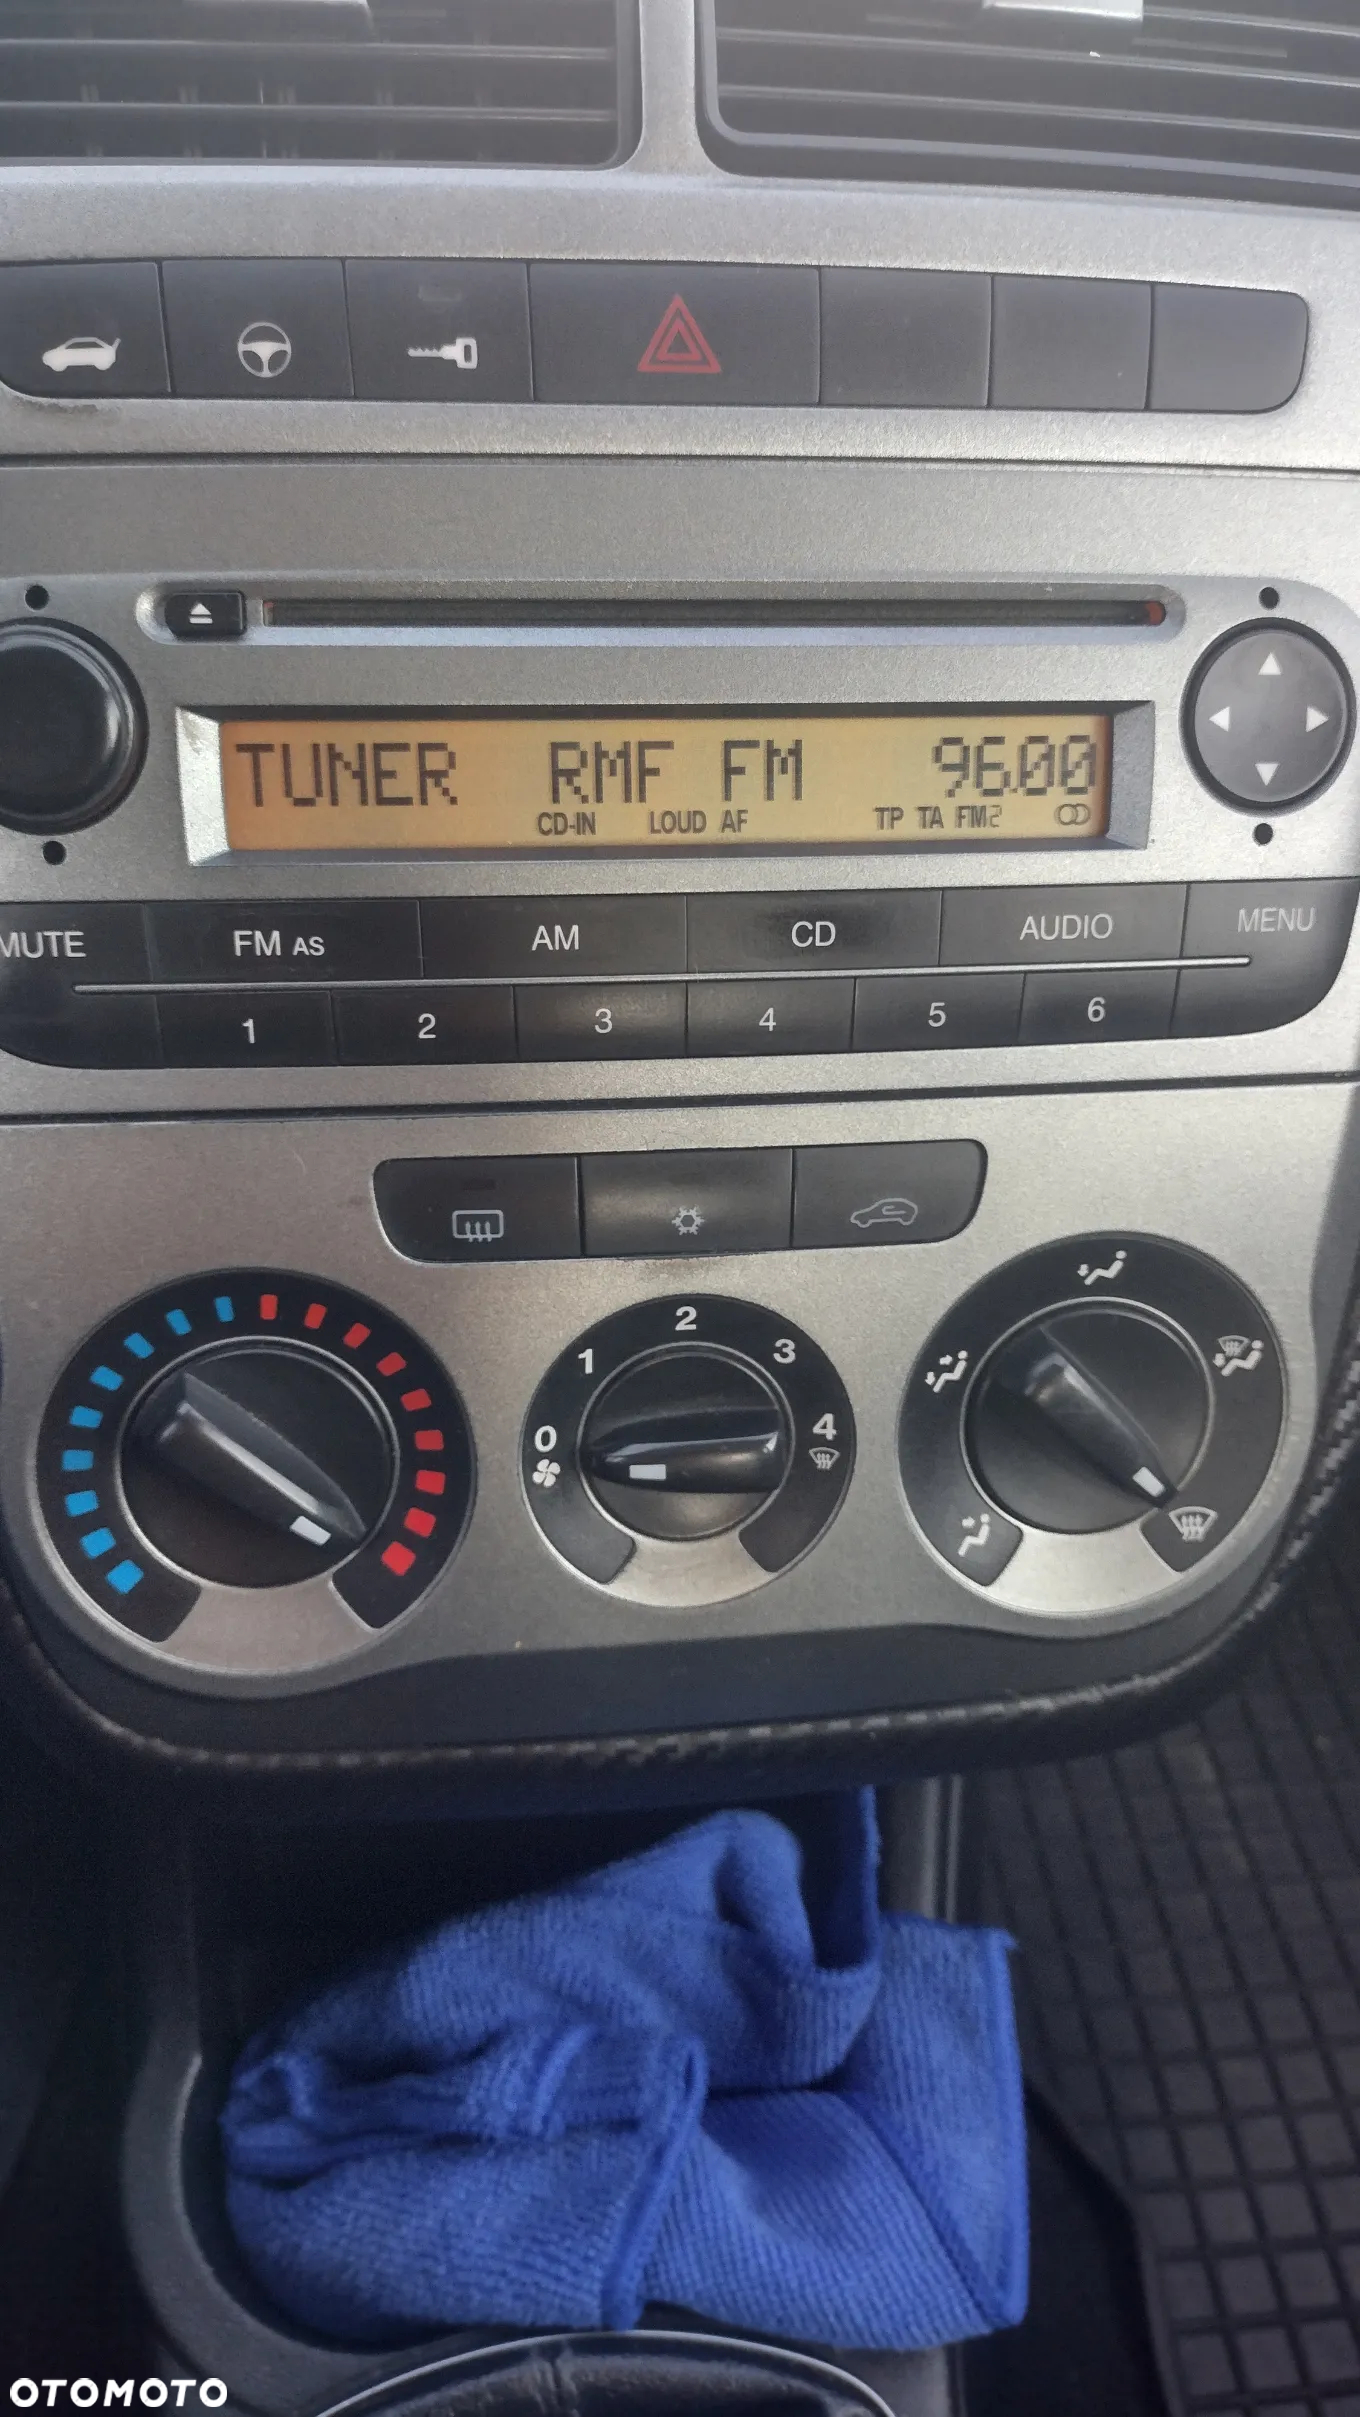 TUNER RMF FM 96.00
CD-IN LOUD AF TP TA FM2
MUTE FM AS AM CD AUDIO MENU
1 2 3 4 5 6
0 1 2 3 4
OTOMOTO